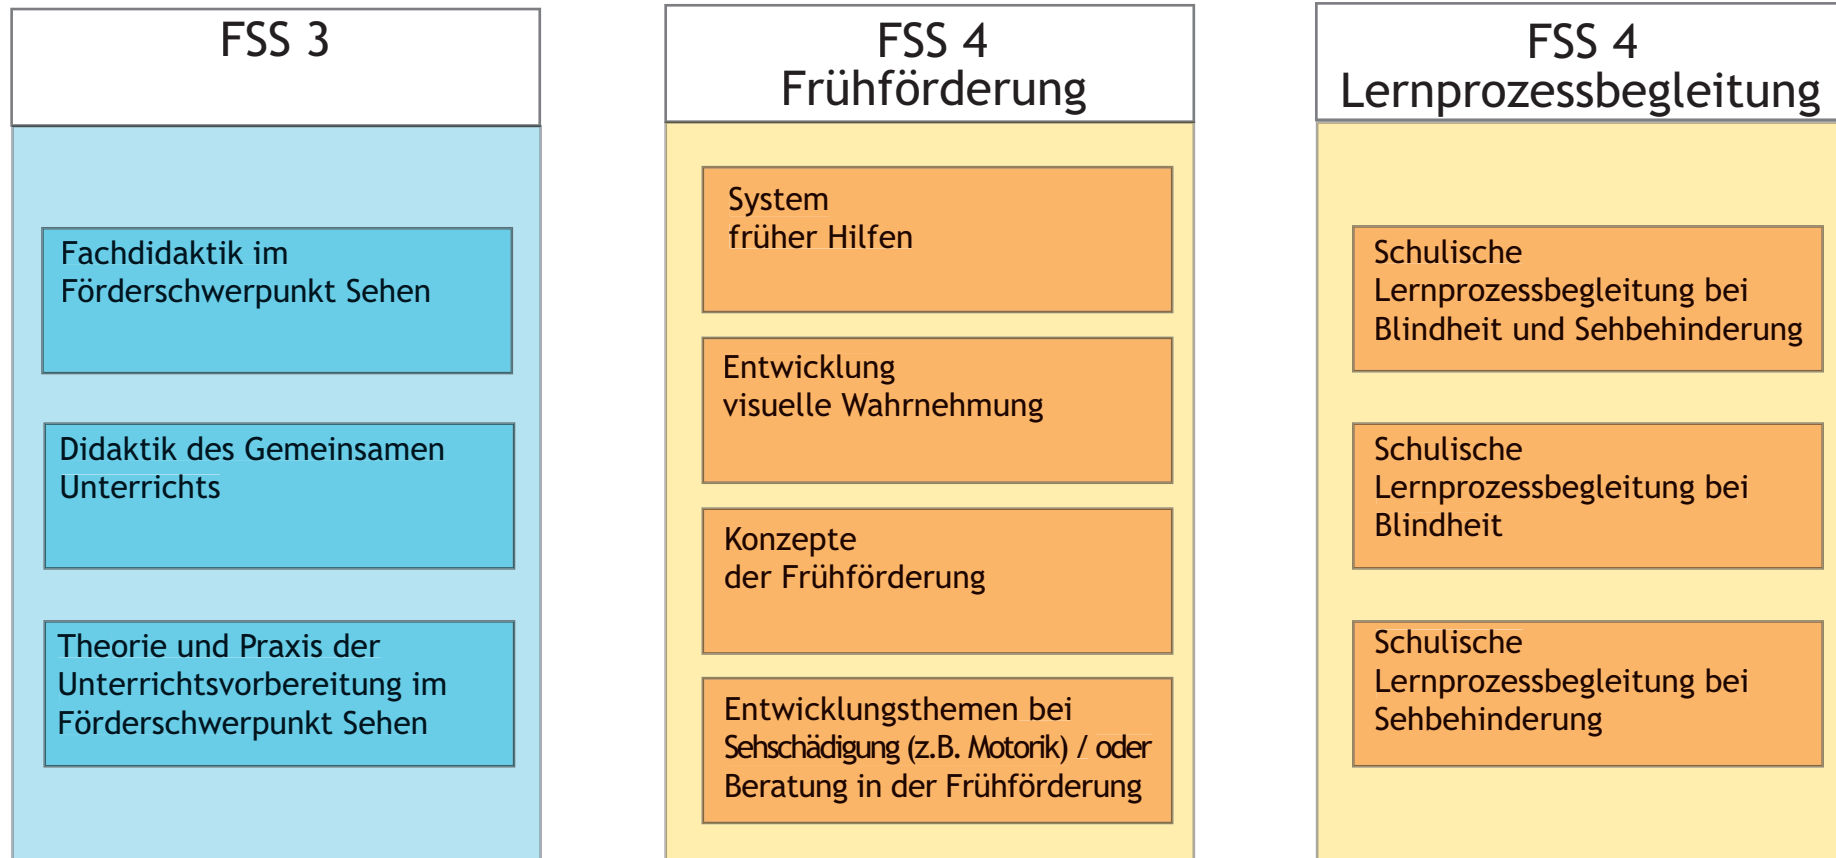 FSS 3
Fachdidaktik im
Förderschwerpunkt Sehen
Didaktik des Gemeinsamen
Unterrichts
Theorie und Praxis der
Unterrichtsvorbereitung im
Förderschwerpunkt Sehen
FSS 4
Frühförderung
System
früher Hilfen
Entwicklung
visuelle Wahrnehmung
Konzepte
der Frühförderung
Entwicklungsthemen bei
Sehschädigung (z.B. Motorik) / oder
Beratung in der Frühförderung
FSS 4
Lernprozessbegleitung
Schulische
Lernprozessbegleitung bei
Blindheit und Sehbehinderung
Schulische
Lernprozessbegleitung bei
Blindheit
Schulische
Lernprozessbegleitung bei
Sehbehinderung